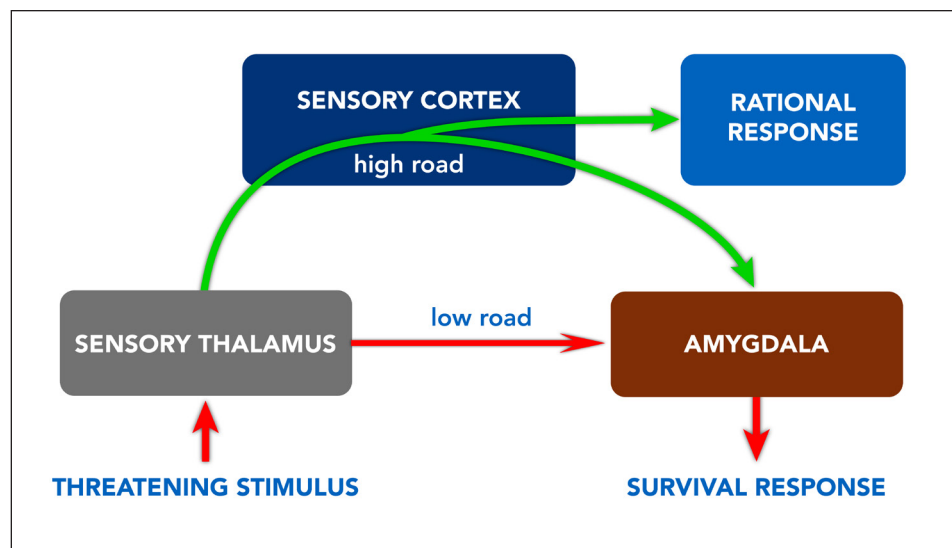 SENSORY CORTEX
high road
RATIONAL
RESPONSE
SENSORY THALAMUS
low road
AMYGDALA
THREATENING STIMULUS
SURVIVAL RESPONSE